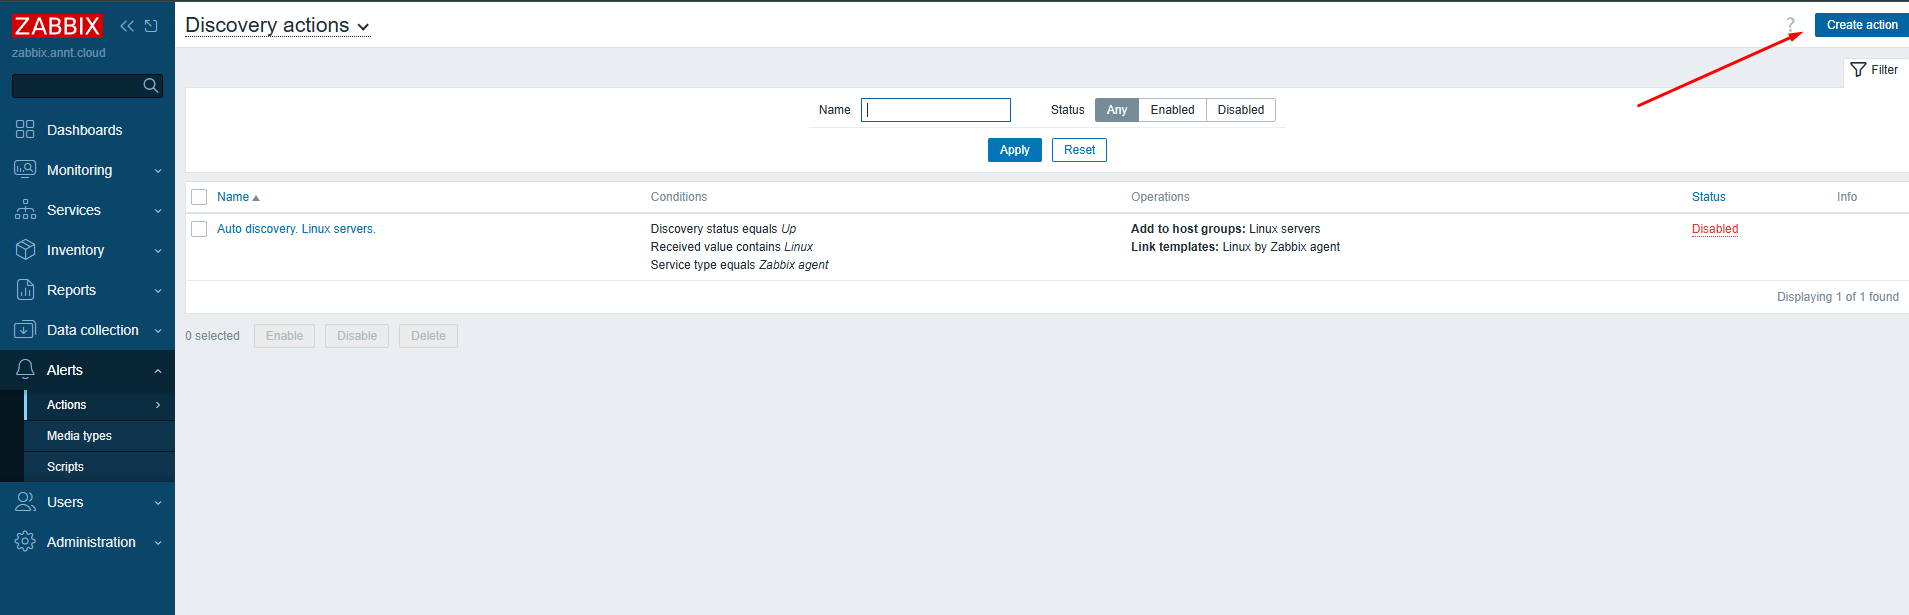 ZABBIX
zabbix.annt.cloud
Dashboards
Monitoring
Services
Inventory
Reports
Data collection
Alerts
Actions
Media types
Scripts
Users
Administration
Discovery actions
?
Create action
Filter
Name
Status Any Enabled Disabled
Apply Reset
Name Conditions Operations Status Info
Auto discovery. Linux servers.
Discovery status equals Up
Received value contains Linux
Service type equals Zabbix agent
Add to host groups: Linux servers
Link templates: Linux by Zabbix agent
Disabled
Displaying 1 of 1 found
0 selected Enable Disable Delete